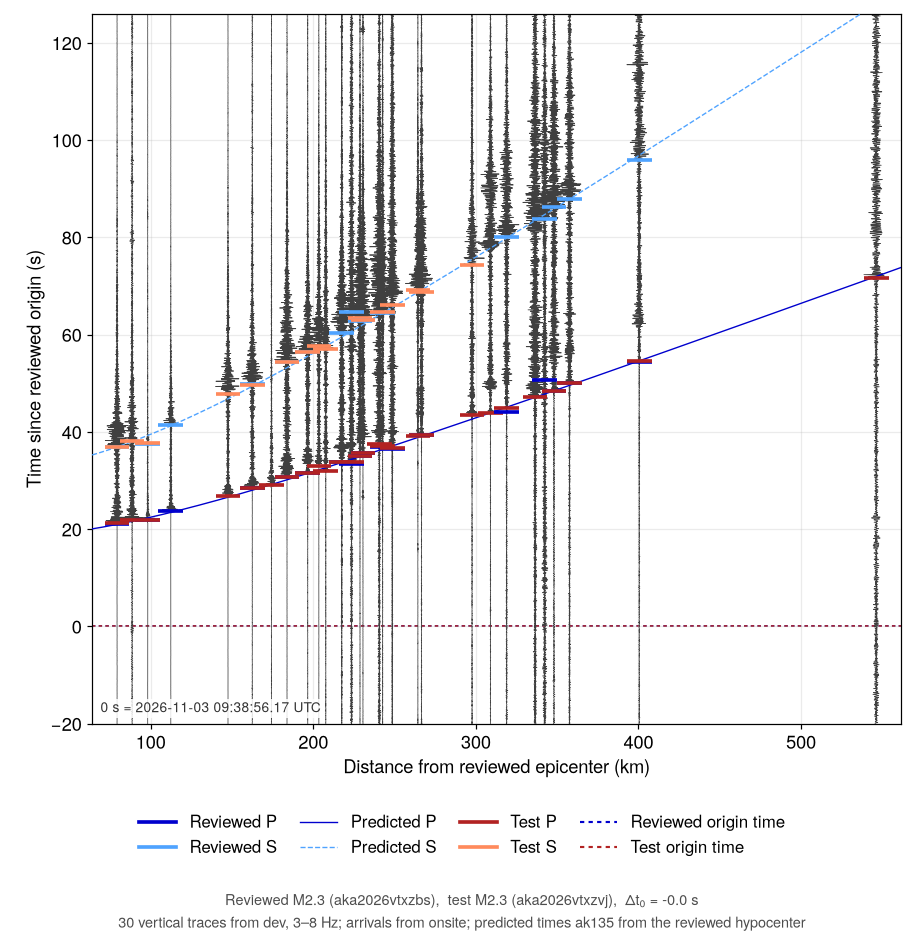 120
100
80
60
40
20
0
−20
Time since reviewed origin (s)
0 s = 2026-11-03 09:38:56.17 UTC
100 200 300 400 500
Distance from reviewed epicenter (km)
Reviewed P Predicted P Test P Reviewed origin time
Reviewed S Predicted S Test S Test origin time
Reviewed M2.3 (aka2026vtxzbs), test M2.3 (aka2026vtxzvj), Δt₀ = -0.0 s
30 vertical traces from dev, 3–8 Hz; arrivals from onsite; predicted times ak135 from the reviewed hypocenter